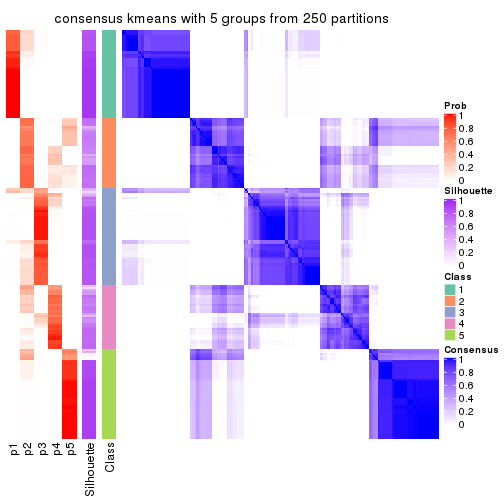 consensus kmeans with 5 groups from 250 partitions
Prob
1
0.8
0.6
0.4
0.2
0
Silhouette
1
0.8
0.6
0.4
0.2
0
Class
1
2
3
4
5
Consensus
1
0.8
0.6
0.4
0.2
0
p1
p2
p3
p4
p5
Silhouette
Class